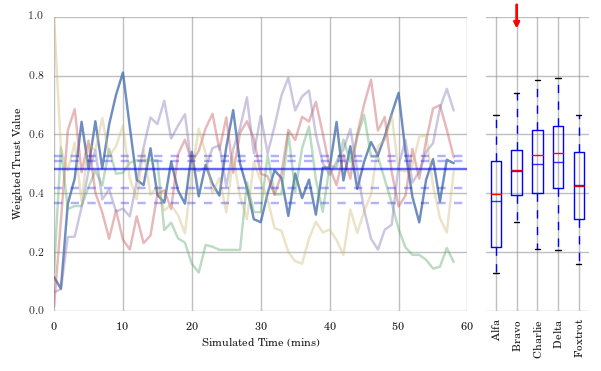 1.0
0.8
0.6
0.4
0.2
0.0
Weighted Trust Value
0 10 20 30 40 50 60
Simulated Time (mins)
Alfa
Bravo
Charlie
Delta
Foxtrot